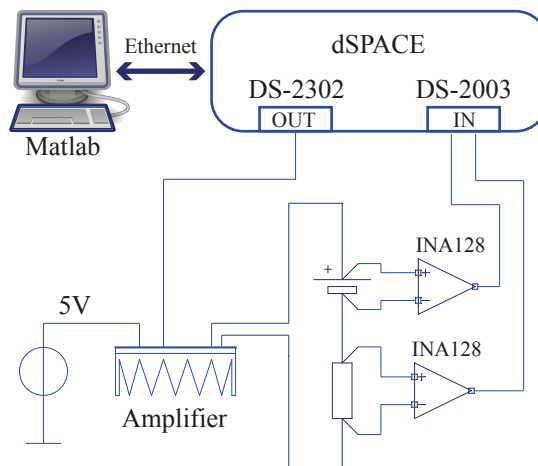 Ethernet
dSPACE
DS-2302
DS-2003
OUT
IN
Matlab
INA128
+
+
−
5V
INA128
+
−
Amplifier